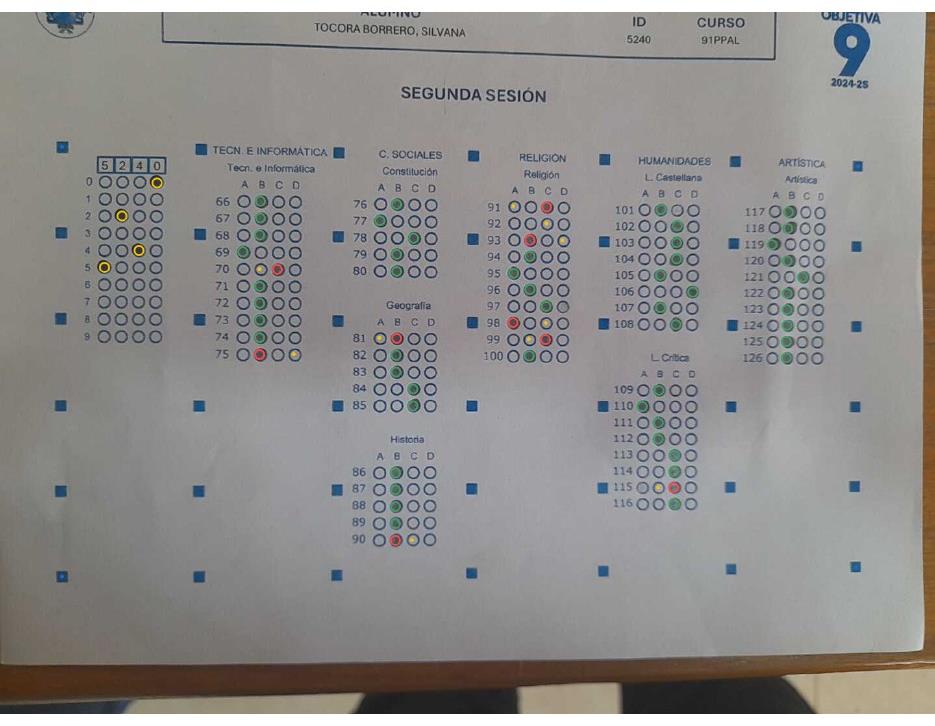 ALUMNO
TOCORA BORRERO, SILVANA
ID
5240
CURSO
91PPAL
OBJETIVA
9
2024-25
SEGUNDA SESIÓN
5 2 4 0
0
1
2
3
4
5
6
7
8
9
TECN. E INFORMÁTICA
Tecn. e Informática
A B C D
66
67
68
69
70
71
72
73
74
75
C. SOCIALES
Constitución
A B C D
76
77
78
79
80
Geografía
A B C D
81
82
83
84
85
Historia
A B C D
86
87
88
89
90
RELIGIÓN
Religión
A B C D
91
92
93
94
95
96
97
98
99
100
HUMANIDADES
L. Castellana
A B C D
101
102
103
104
105
106
107
108
L. Crítica
A B C D
109
110
111
112
113
114
115
116
ARTÍSTICA
Artística
A B C D
117
118
119
120
121
122
123
124
125
126